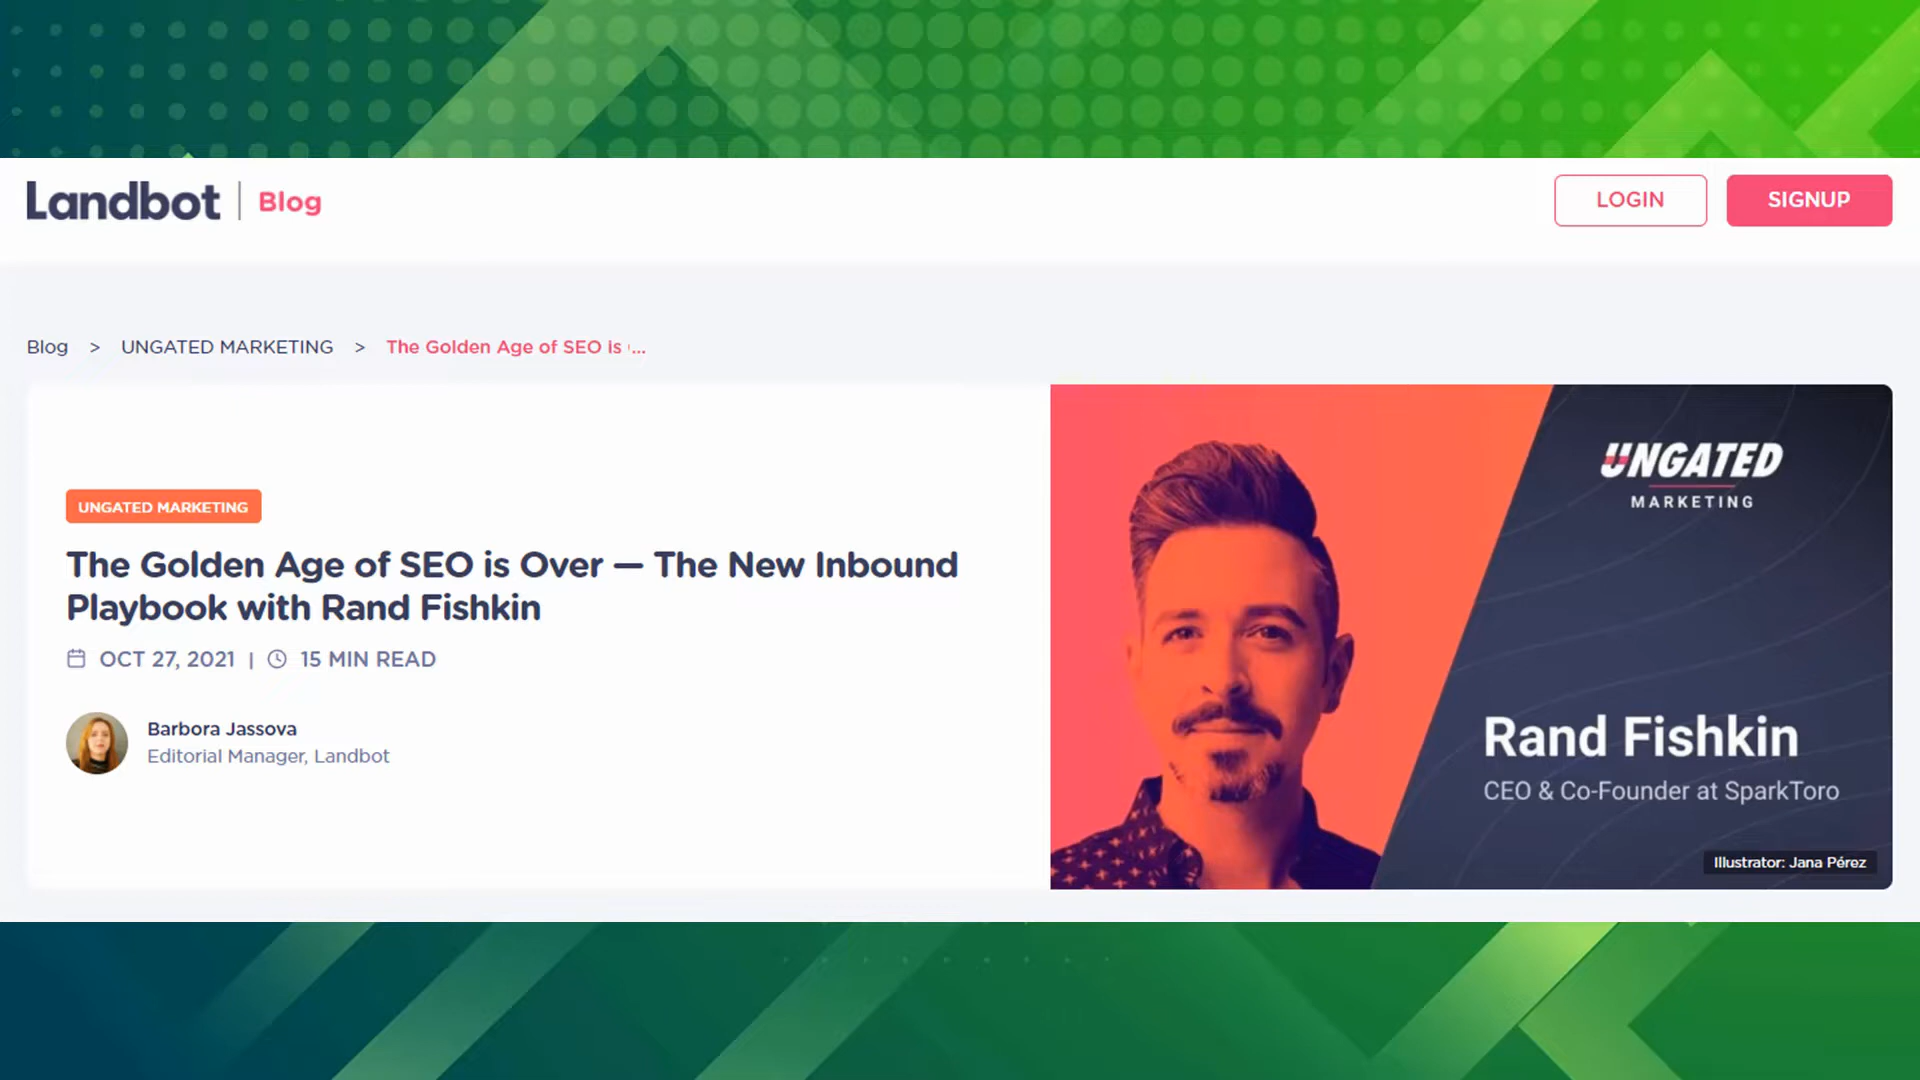 Landbot | Blog
LOGIN
SIGNUP
Blog > UNGATED MARKETING > The Golden Age of SEO is ...
UNGATED MARKETING
The Golden Age of SEO is Over — The New Inbound
Playbook with Rand Fishkin
OCT 27, 2021 | 15 MIN READ
Barbora Jassova
Editorial Manager, Landbot
UNGATED
MARKETING
Rand Fishkin
CEO & Co-Founder at SparkToro
Illustrator: Jana Pérez